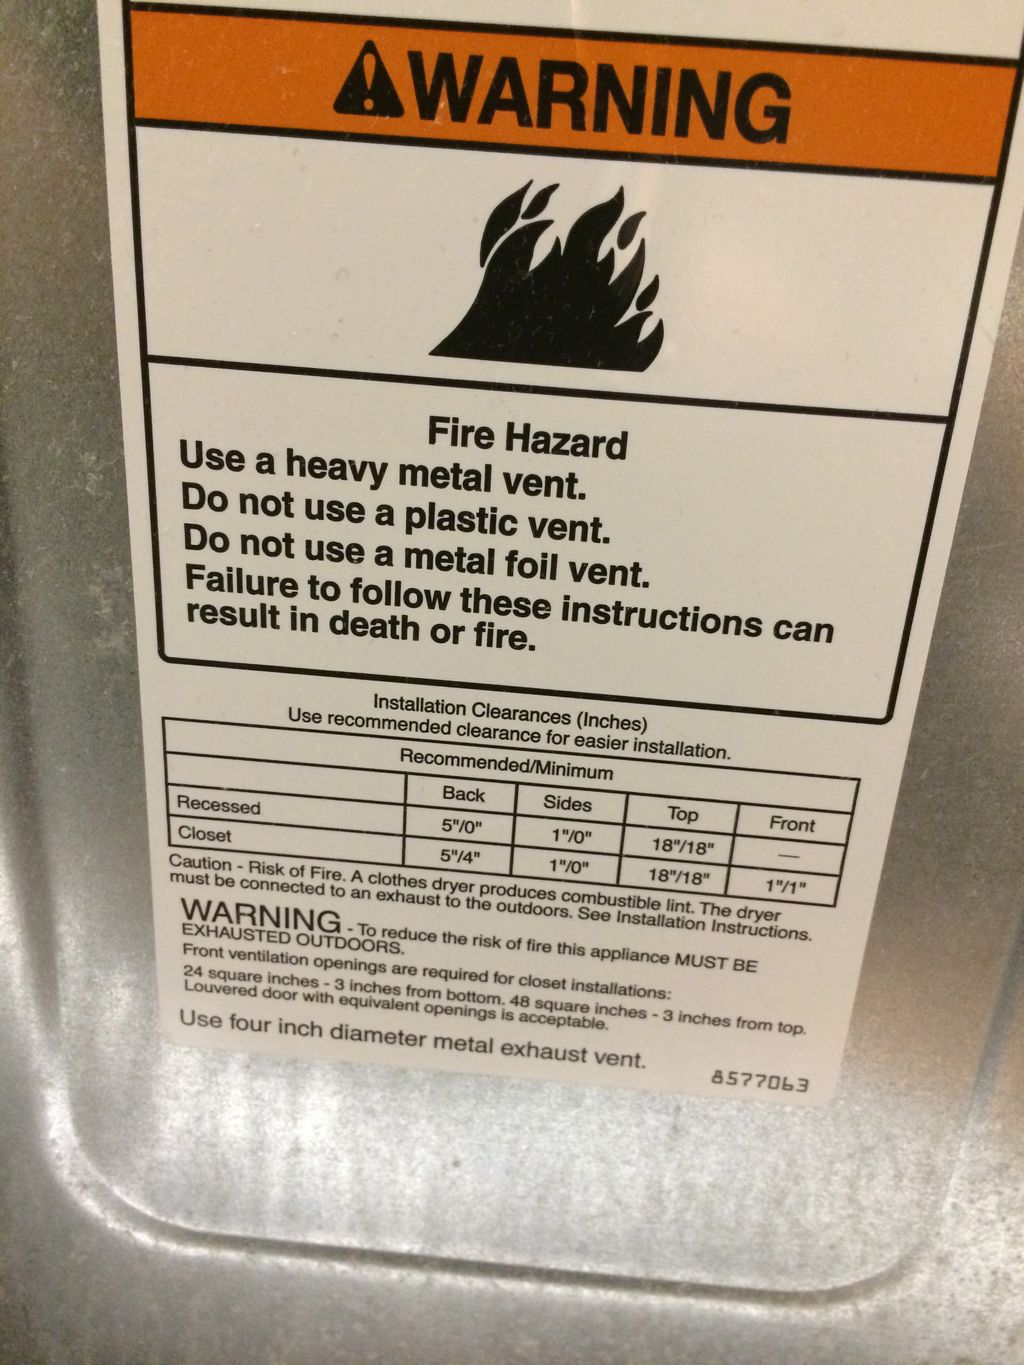 WARNING
Fire Hazard
Use a heavy metal vent.
Do not use a plastic vent.
Do not use a metal foil vent.
Failure to follow these instructions can
result in death or fire.
Installation Clearances (Inches)
Use recommended clearance for easier installation.
Recommended/Minimum
Back Sides Top Front
Recessed 5"/0" 1"/0" 18"/18" —
Closet 5"/4" 1"/0" 18"/18" 1"/1"
Caution - Risk of Fire. A clothes dryer produces combustible lint. The dryer
must be connected to an exhaust to the outdoors. See Installation Instructions.
WARNING - To reduce the risk of fire this appliance MUST BE
EXHAUSTED OUTDOORS.
Front ventilation openings are required for closet installations:
24 square inches - 3 inches from bottom. 48 square inches - 3 inches from top.
Louvered door with equivalent openings is acceptable.
Use four inch diameter metal exhaust vent.
8577063